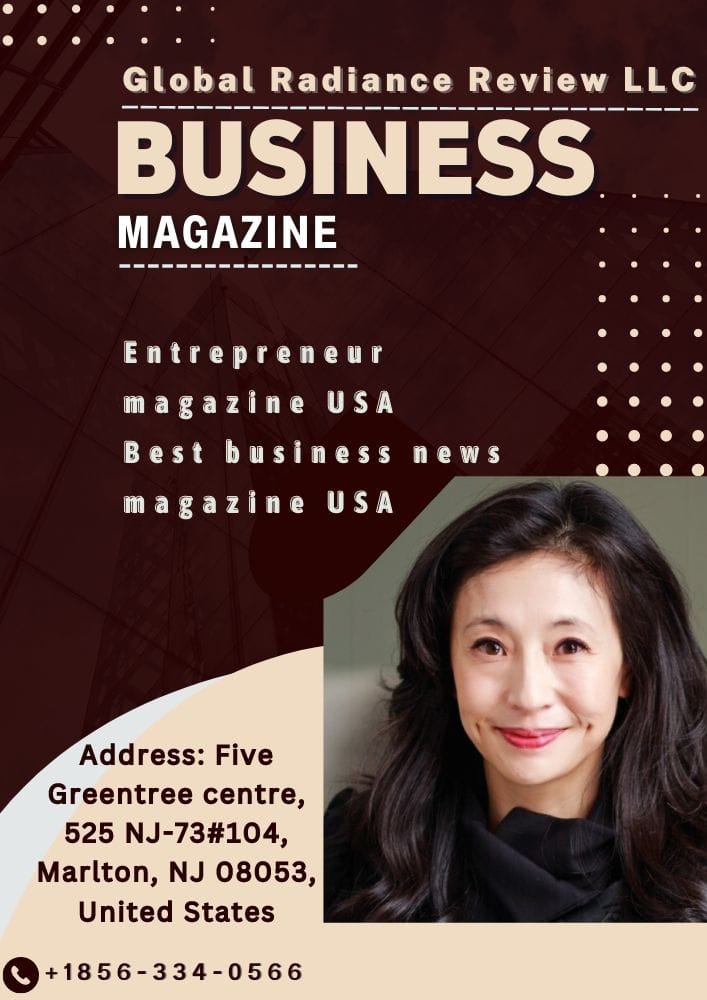 Global Radiance Review LLC
BUSINESS
MAGAZINE
Entrepreneur
magazine USA
Best business news
magazine USA
Address: Five
Greentree centre,
525 NJ-73#104,
Marlton, NJ 08053,
United States
+1856-334-0566